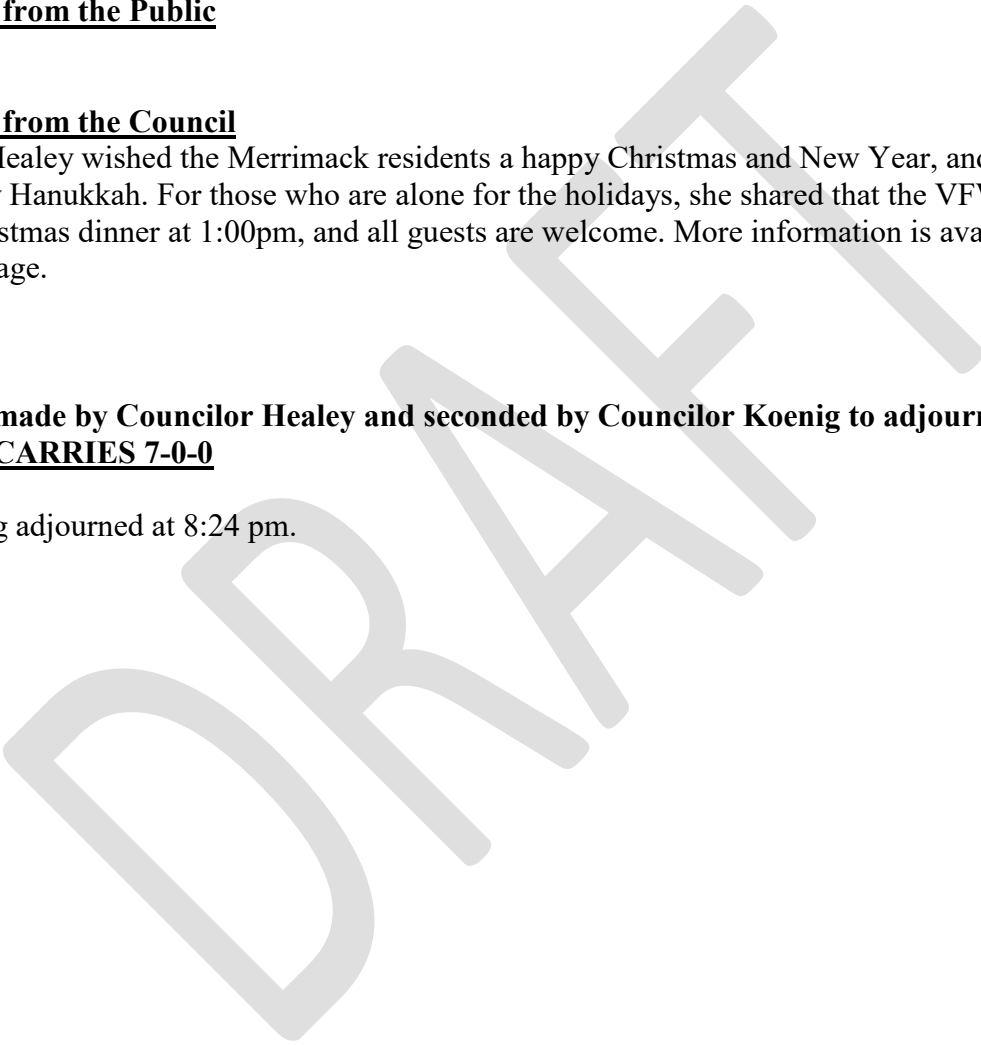 from the Public
from the Council
Healey wished the Merrimack residents a happy Christmas and New Year, and
Hanukkah. For those who are alone for the holidays, she shared that the VFW
stmas dinner at 1:00pm, and all guests are welcome. More information is ava
age.
made by Councilor Healey and seconded by Councilor Koenig to adjourn
CARRIES 7-0-0
g adjourned at 8:24 pm.
DRAFT